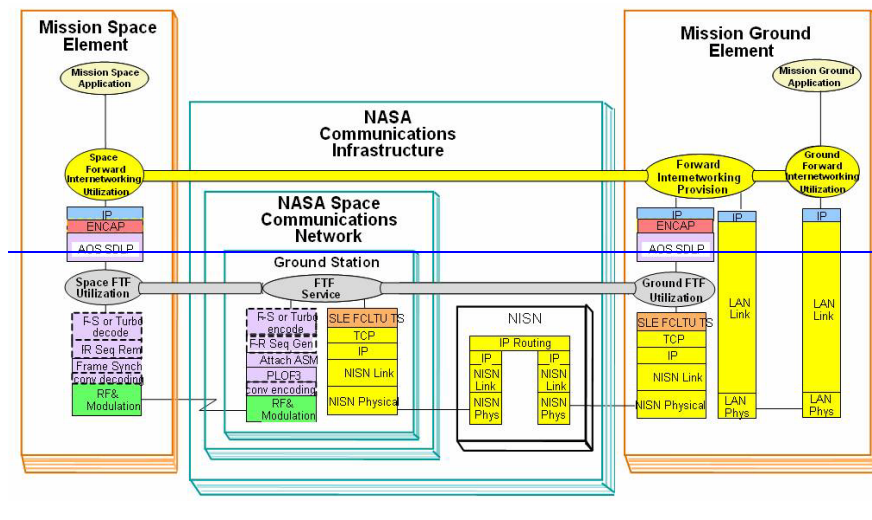 Mission Space
Element
Mission Space
Application
Space
Forward
Internetworking
Utilization
IP
ENCAP
AOS SDLP
Space FTF
Utilization
F-S or Turbo
decode
IR Seq Rem
Frame Synch
conv decoding
RF&
Modulation
NASA
Communications
Infrastructure
NASA Space
Communications
Network
Ground Station
FTF
Service
F-S or Turbo
encode
F-R Seq Gen
Attach ASM
PLOF3
conv encoding
RF&
Modulation
SLE FCLTU TS
TCP
IP
NISN Link
NISN Physical
NISN
IP Routing
IP
NISN
Link
NISN
Phys
IP
NISN
Link
NISN
Phys
Mission Ground
Element
Mission Ground
Application
Forward
Internetworking
Provision
Ground
Forward
Internetworking
Utilization
IP
ENCAP
AOS SDLP
Ground FTF
Utilization
SLE FCLTU TS
TCP
IP
NISN Link
NISN Physical
IP
LAN
Link
LAN
Phys
IP
LAN
Link
LAN
Phys